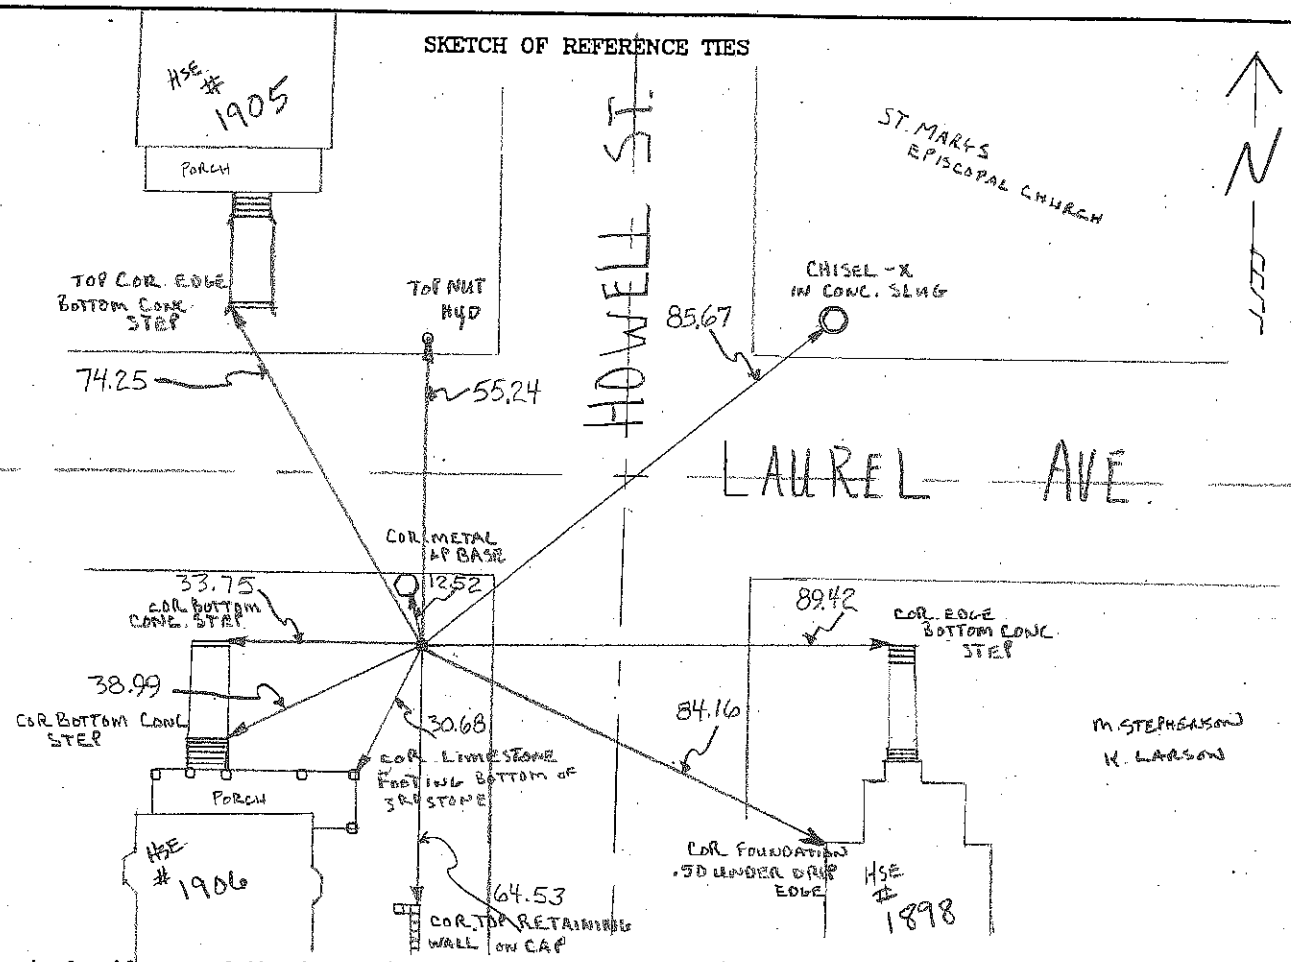 SKETCH OF REFERENCE TIES
HSE
#
1905
PORCH
HOWELL ST.
ST. MARKS
EPISCOPAL CHURCH
N
TOP COR. EDGE
BOTTOM CONC.
STEP
TOP NUT
HYD
CHISEL-X
IN CONC. SLUG
85.67
74.25
55.24
LAUREL AVE.
COR. METAL
LP BASE
12.52
33.75
COR BOTTOM
CONC. STEP
89.42
COR. EDGE
BOTTOM CONC.
STEP
38.99
COR BOTTOM CONC
STEP
30.68
COR. LIMESTONE
FOOTING BOTTOM OF
3RD STONE
84.16
M. STEPHENSON
K. LARSON
PORCH
HSE
#
1906
COR FOUNDATION
.50 UNDER DRIP
EDGE
HSE
#
1898
64.53
COR. TOP RETAINING
WALL ON CAP